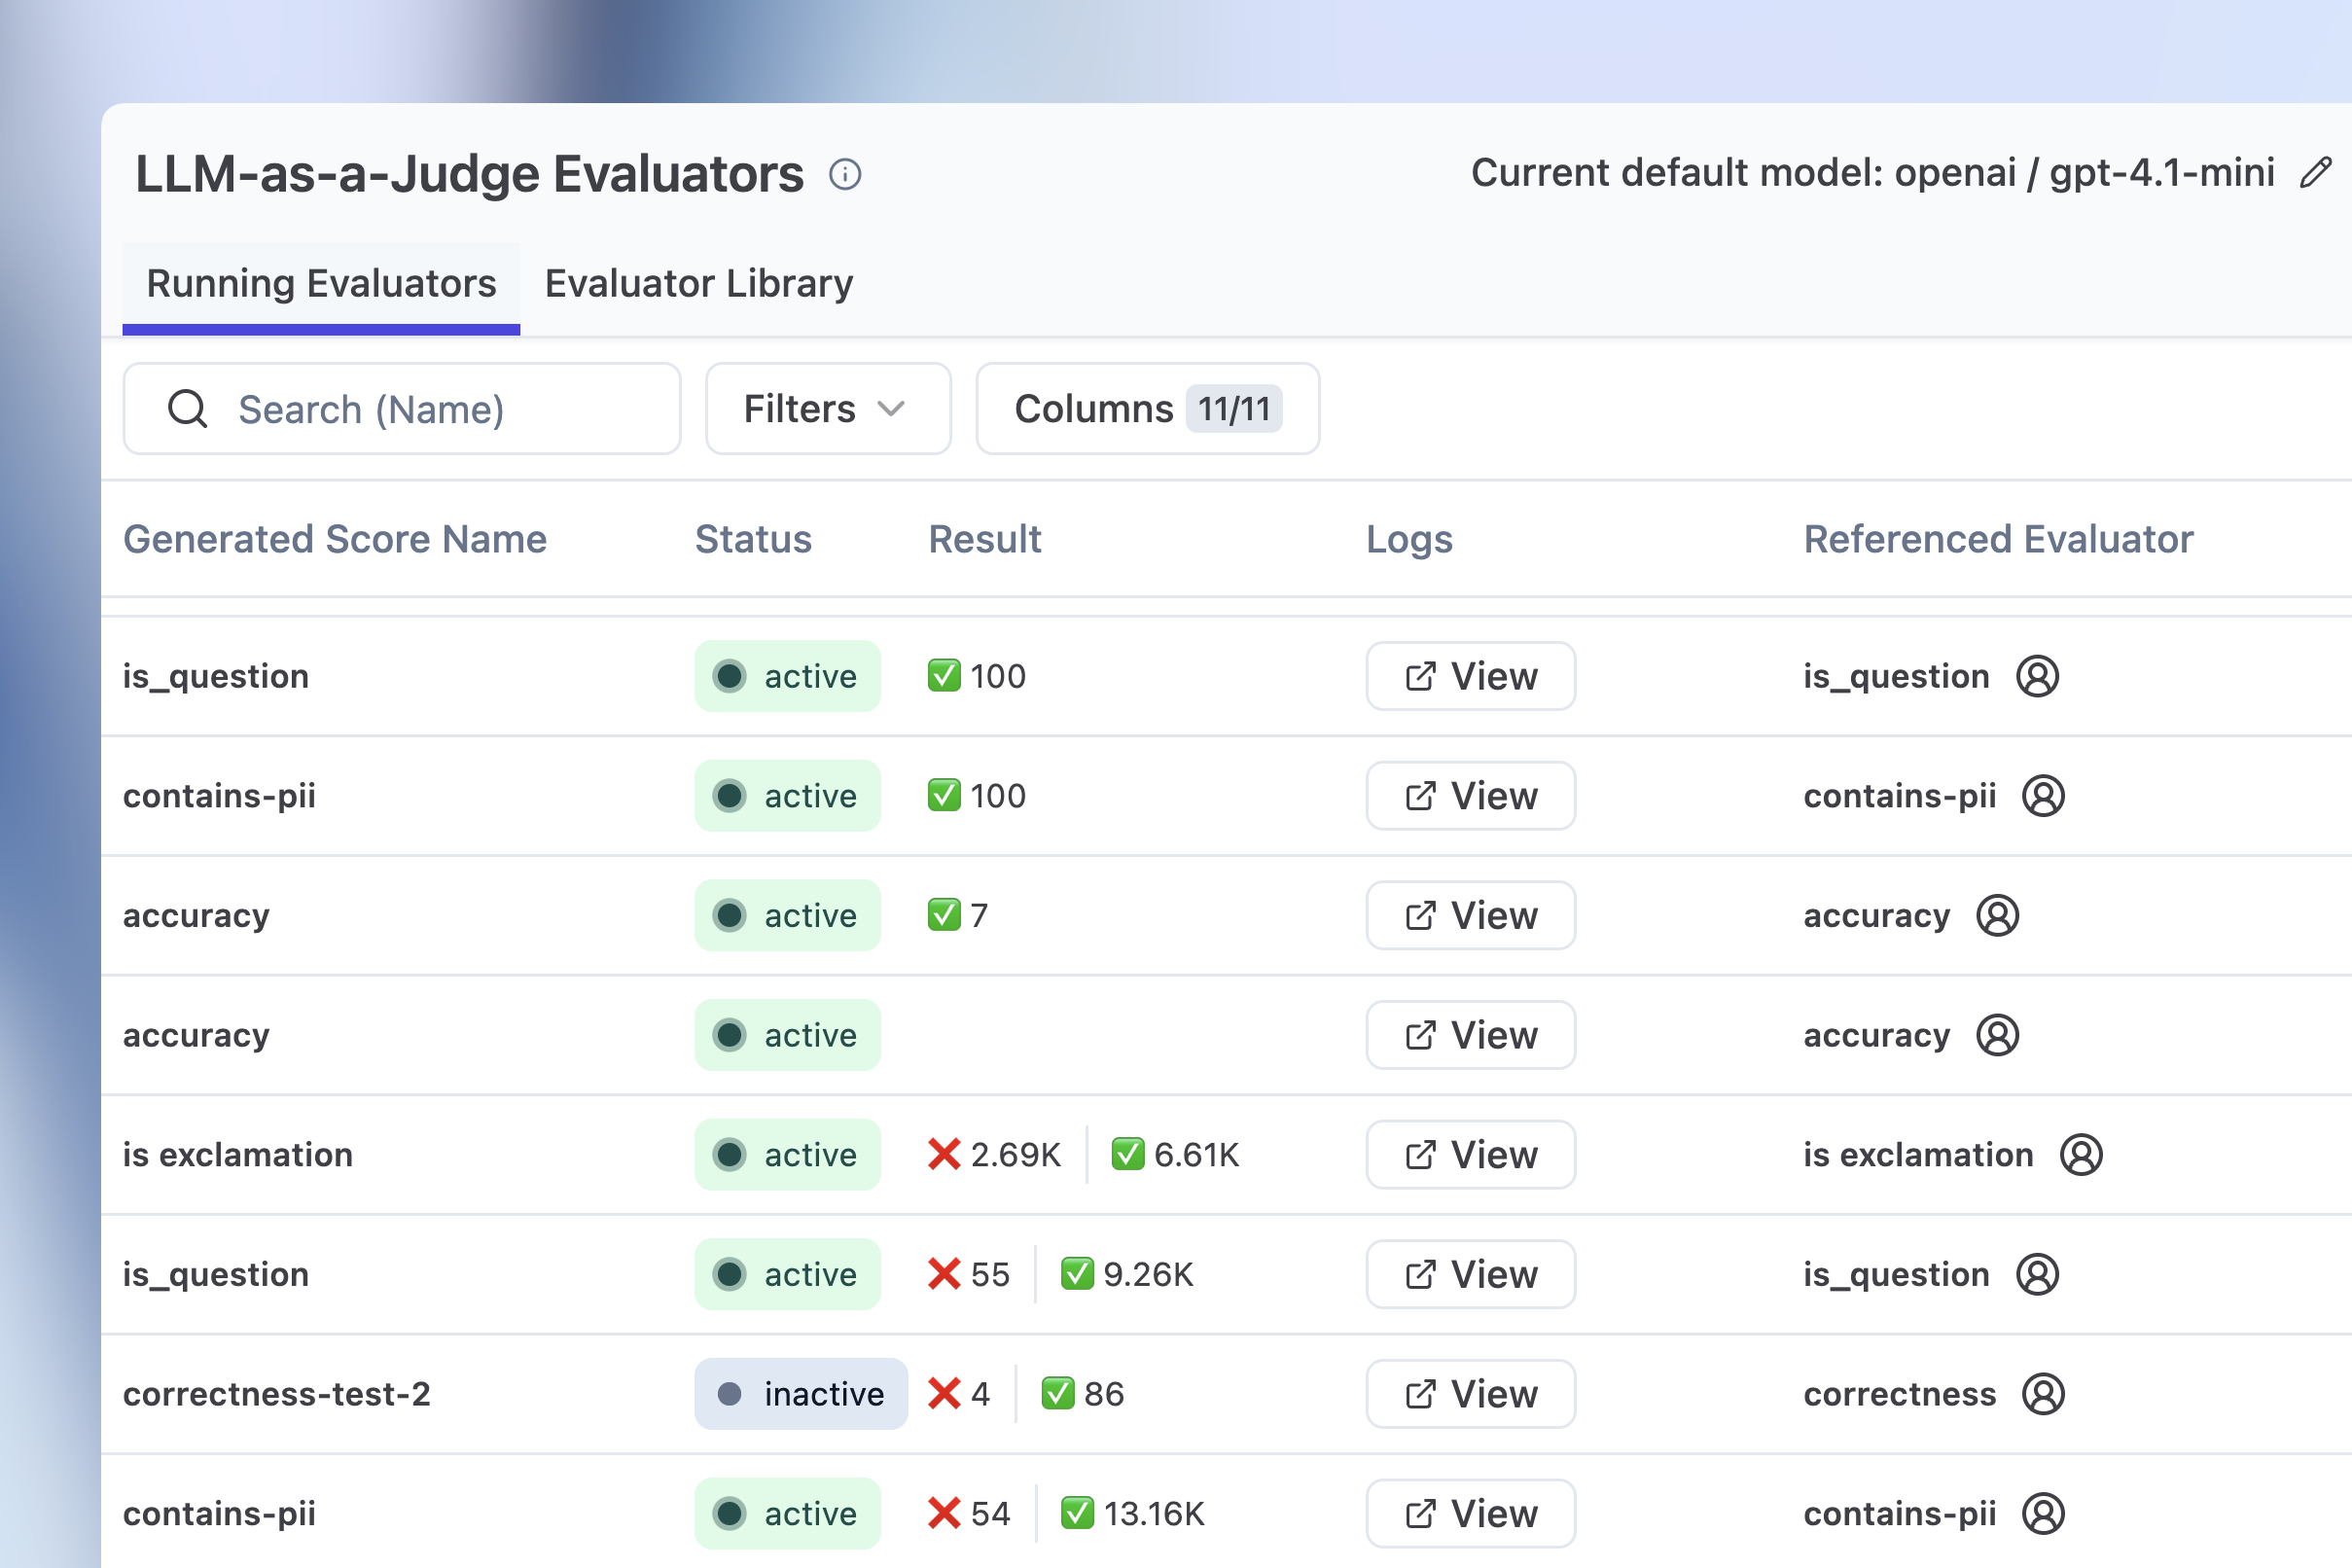 LLM-as-a-Judge Evaluators
Current default model: openai / gpt-4.1-mini
Running Evaluators Evaluator Library
Search (Name) Filters Columns 11/11
Generated Score Name Status Result Logs Referenced Evaluator
is_question active ✅ 100 View is_question
contains-pii active ✅ 100 View contains-pii
accuracy active ✅ 7 View accuracy
accuracy active View accuracy
is exclamation active ❌ 2.69K ✅ 6.61K View is exclamation
is_question active ❌ 55 ✅ 9.26K View is_question
correctness-test-2 inactive ❌ 4 ✅ 86 View correctness
contains-pii active ❌ 54 ✅ 13.16K View contains-pii